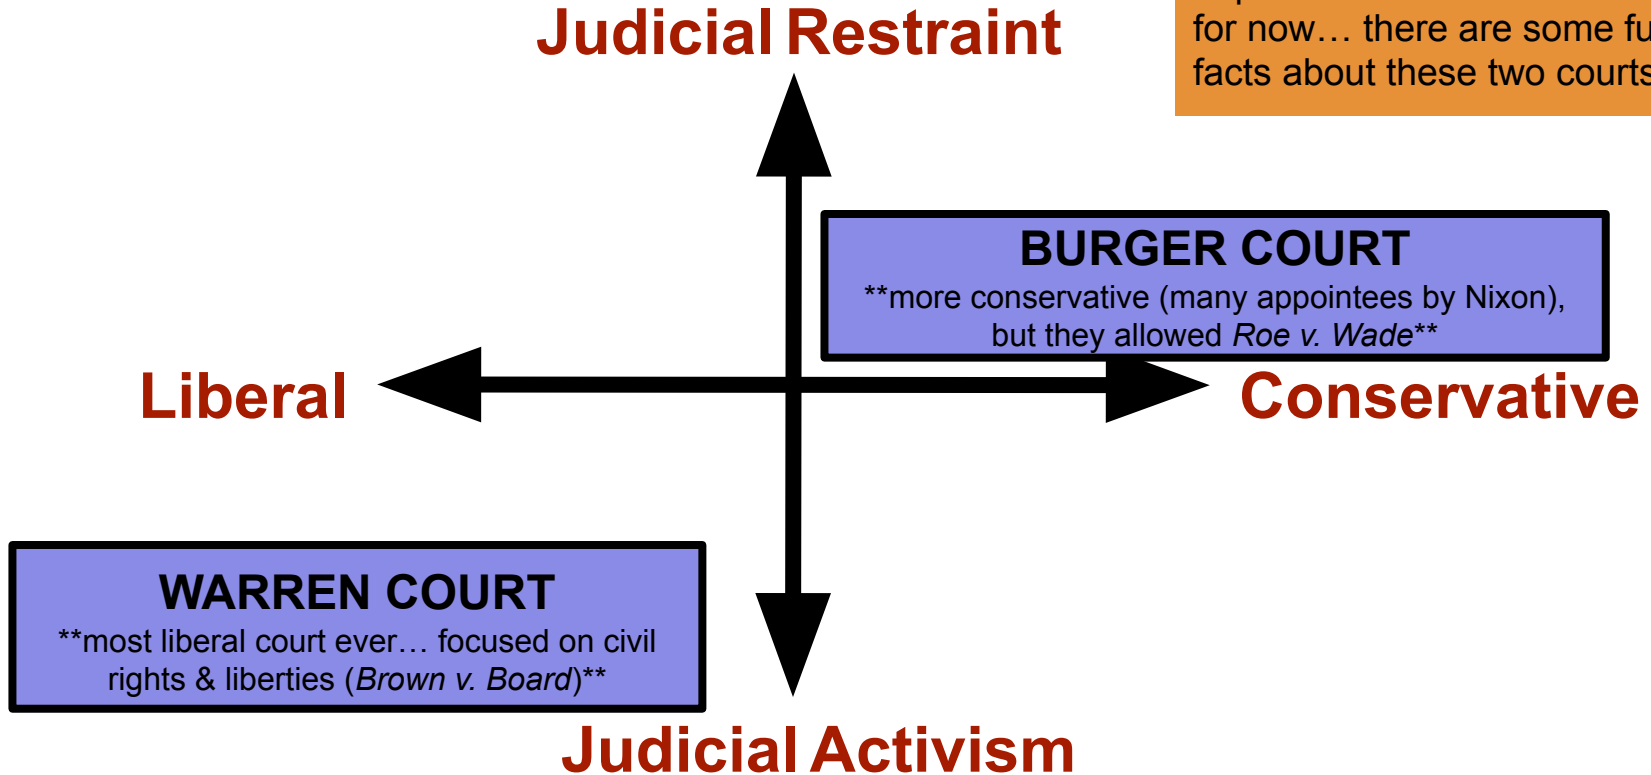 Judicial Restraint
for now… there are some
facts about these two courts
BURGER COURT
**more conservative (many appointees by Nixon),
but they allowed Roe v. Wade**
Liberal
Conservative
WARREN COURT
**most liberal court ever… focused on civil
rights & liberties (Brown v. Board)**
Judicial Activism